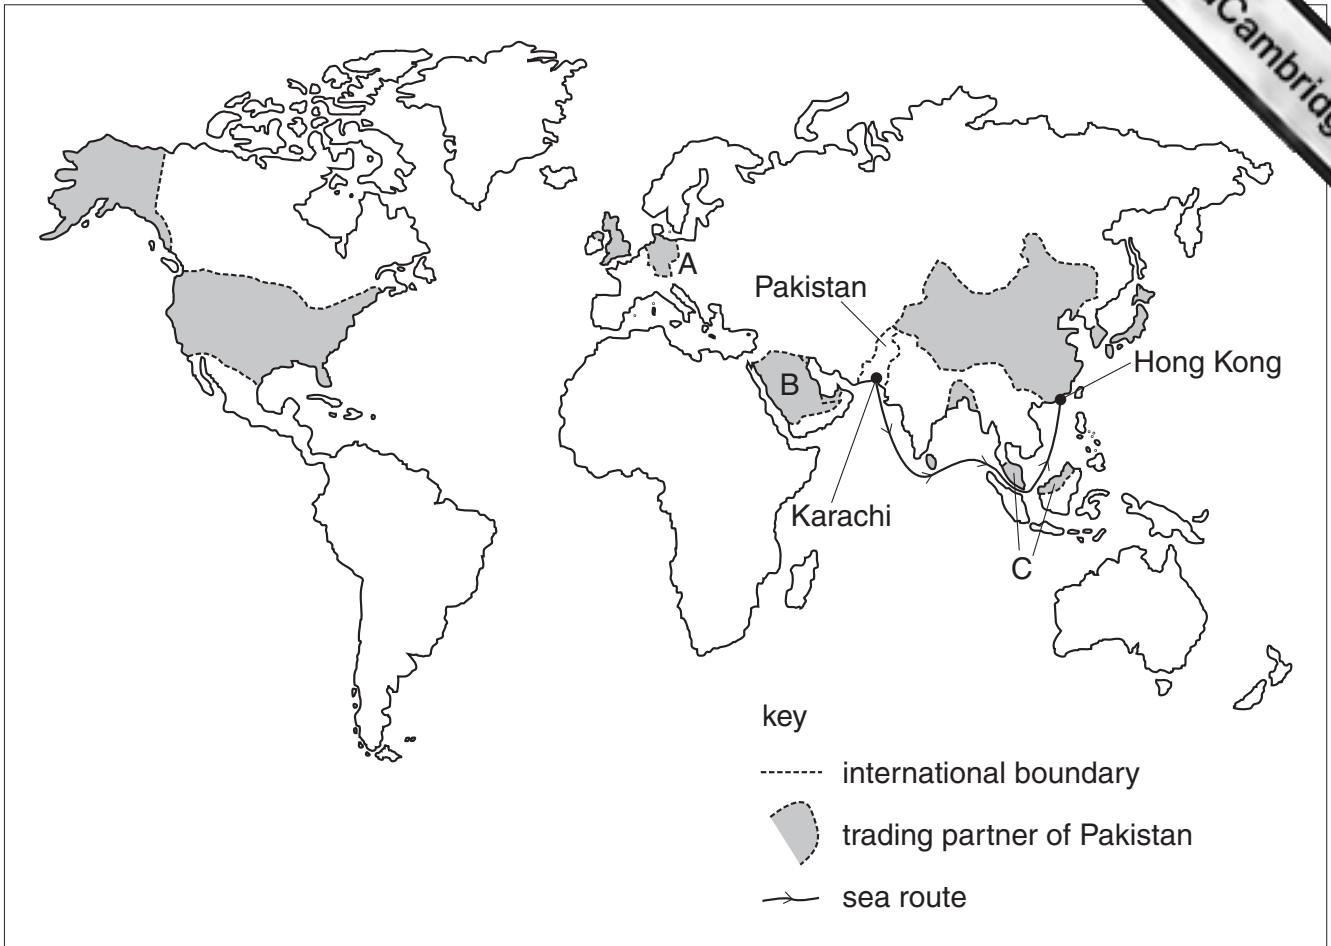 Cambridg
A
Pakistan
Hong Kong
B
Karachi
C
key
international boundary
trading partner of Pakistan
sea route